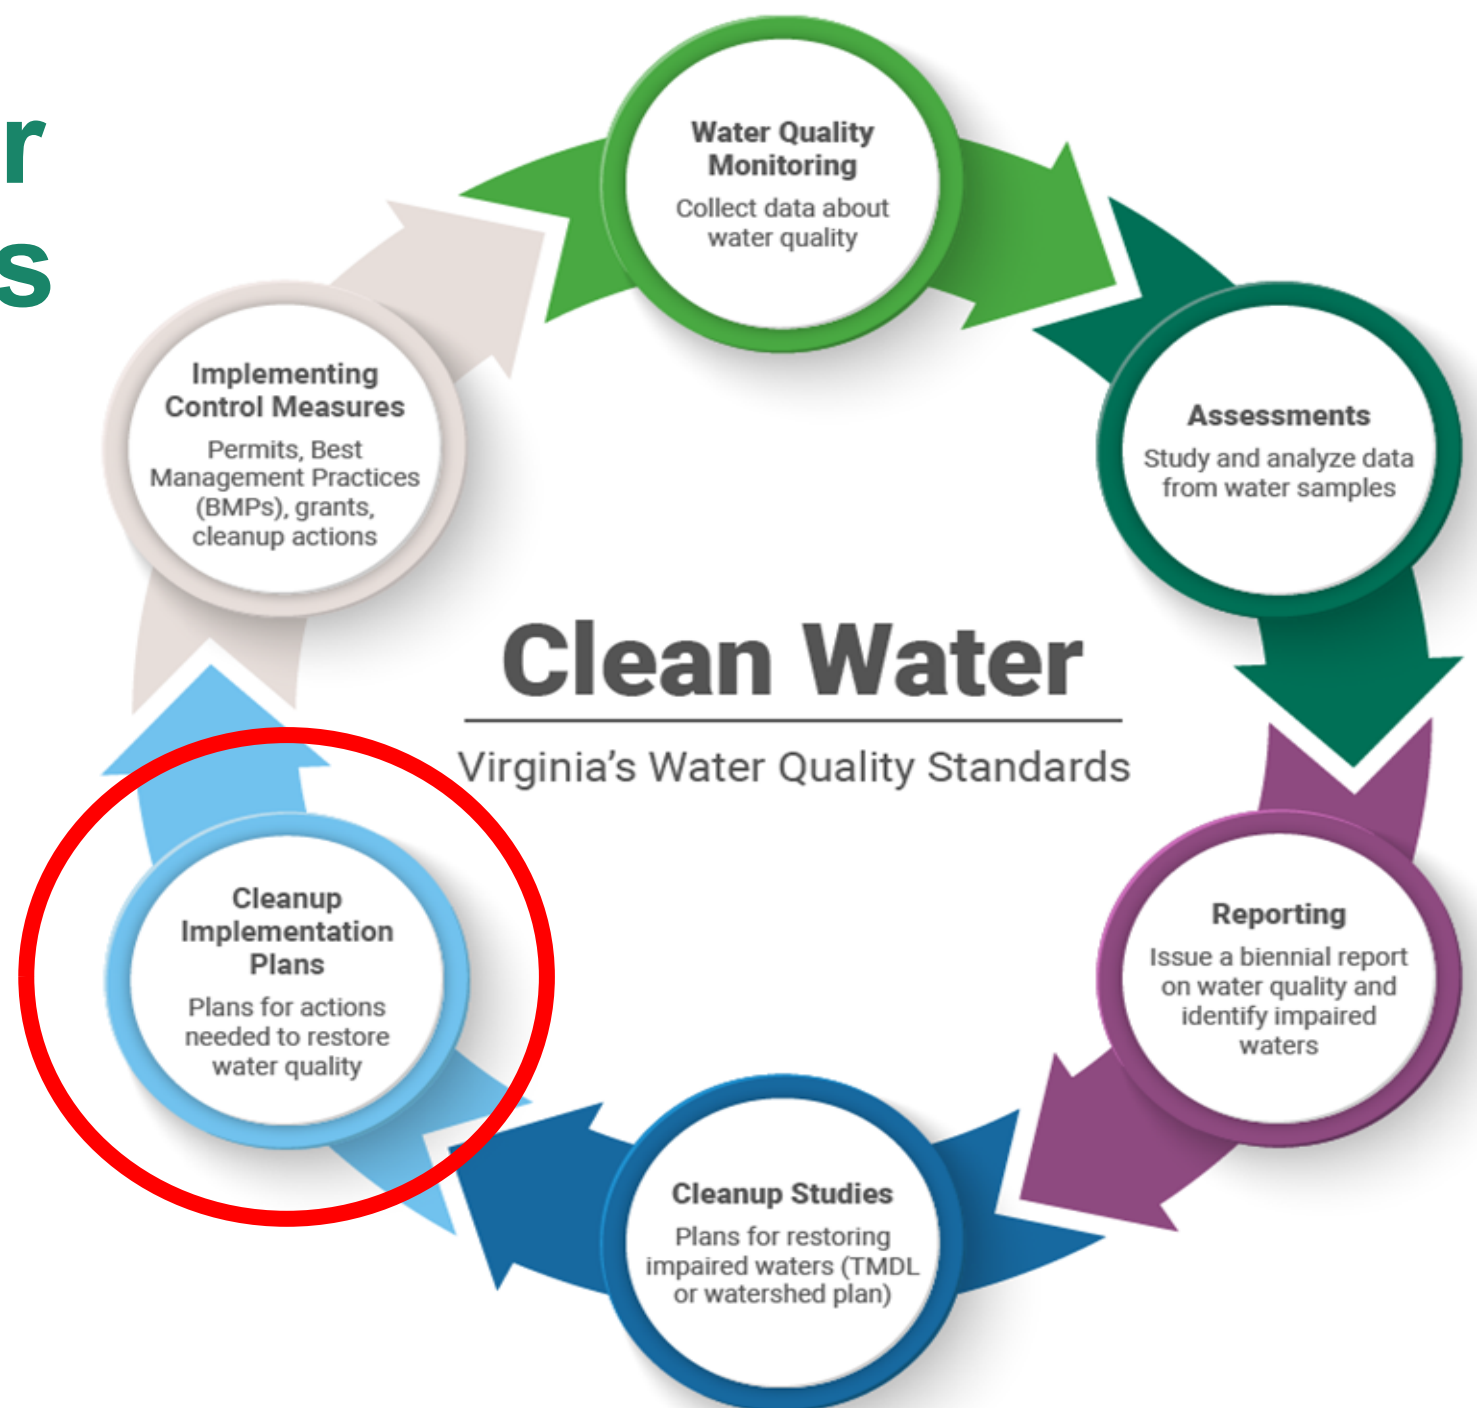 r
s
Water Quality
Monitoring
Collect data about
water quality
Assessments
Study and analyze data
from water samples
Reporting
Issue a biennial report
on water quality and
identify impaired
waters
Cleanup Studies
Plans for restoring
impaired waters (TMDL
or watershed plan)
Cleanup
Implementation
Plans
Plans for actions
needed to restore
water quality
Implementing
Control Measures
Permits, Best
Management Practices
(BMPs), grants,
cleanup actions
Clean Water
Virginia's Water Quality Standards